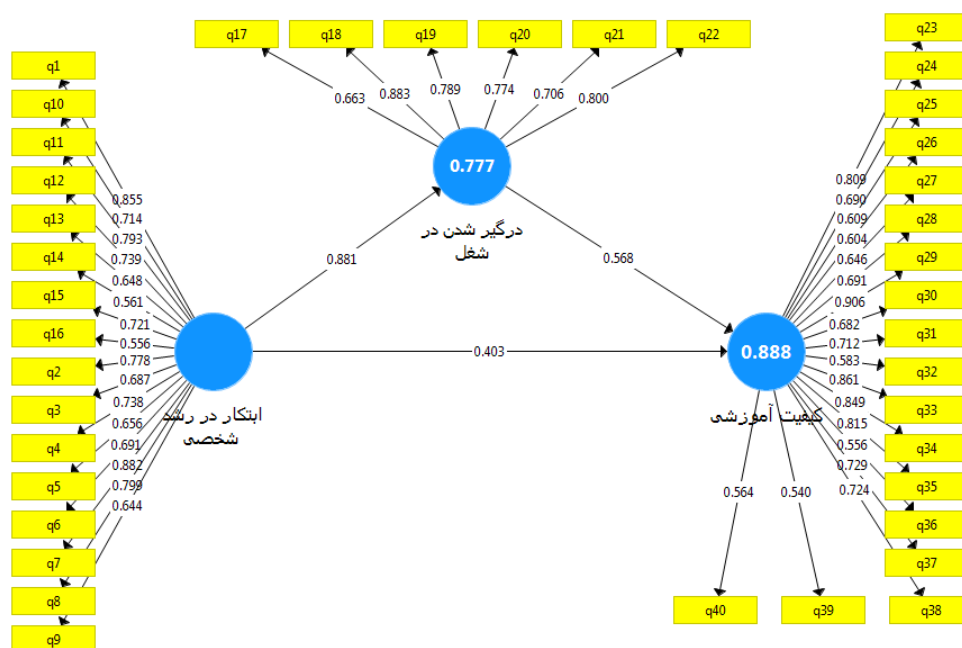 q17
q18
q19
q20
q21
q22
0.663
0.883
0.789
0.774
0.706
0.800
0.777
درگیر شدن در
شغل
q1
q10
q11
q12
q13
q14
q15
q16
q2
q3
q4
q5
q6
q7
q8
q9
0.855
0.714
0.793
0.739
0.648
0.561
0.721
0.556
0.778
0.687
0.738
0.656
0.691
0.882
0.799
0.644
ابتکار در رشد
شخصی
0.881
0.568
0.403
0.888
کیفیت آموزشی
0.809
0.690
0.609
0.604
0.646
0.691
0.906
0.682
0.712
0.583
0.861
0.849
0.815
0.556
0.729
0.724
q23
q24
q25
q26
q27
q28
q29
q30
q31
q32
q33
q34
q35
q36
q37
q38
0.564
0.540
q40
q39